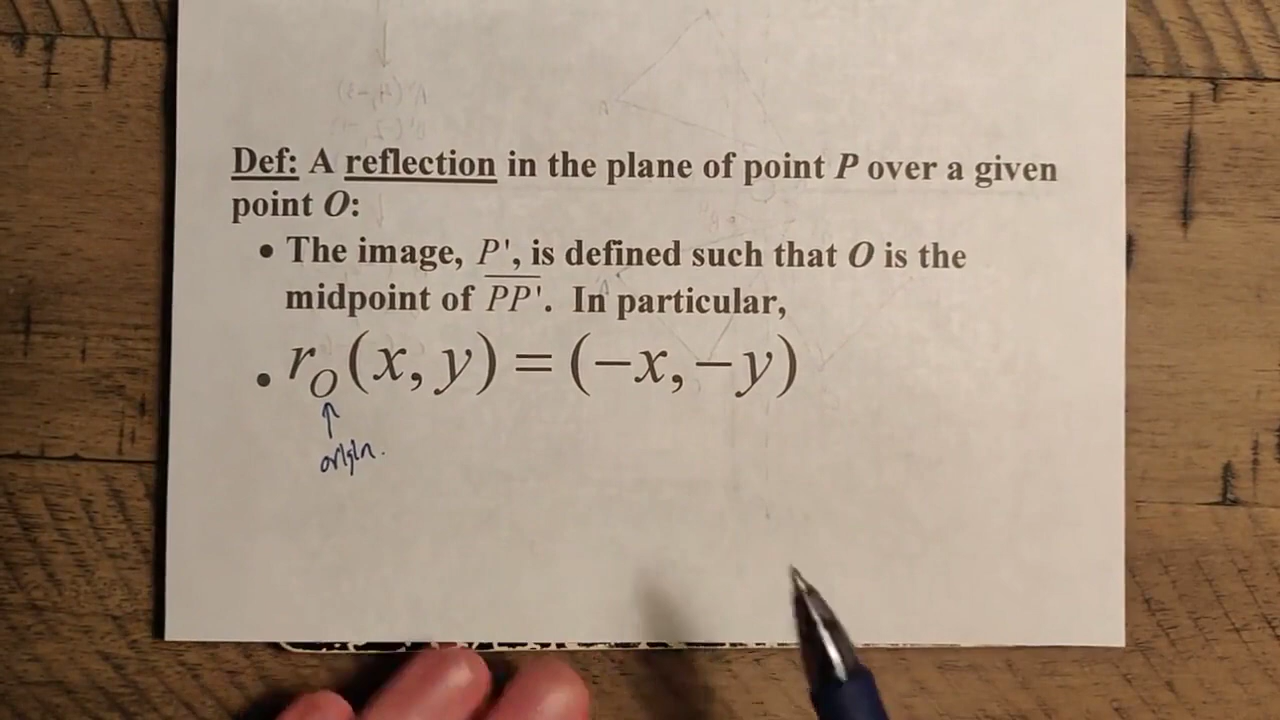 Def: A reflection in the plane of point P over a given
point O:
• The image, P', is defined such that O is the
midpoint of \overline{PP'}. In particular,
• r_O(x, y) = (−x, −y)
↑
origin.